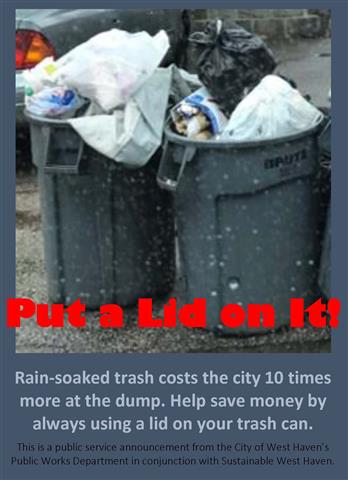 BRUTE
Put a Lid on It!
Rain-soaked trash costs the city 10 times
more at the dump. Help save money by
always using a lid on your trash can.
This is a public service announcement from the City of West Haven's
Public Works Department in conjunction with Sustainable West Haven.